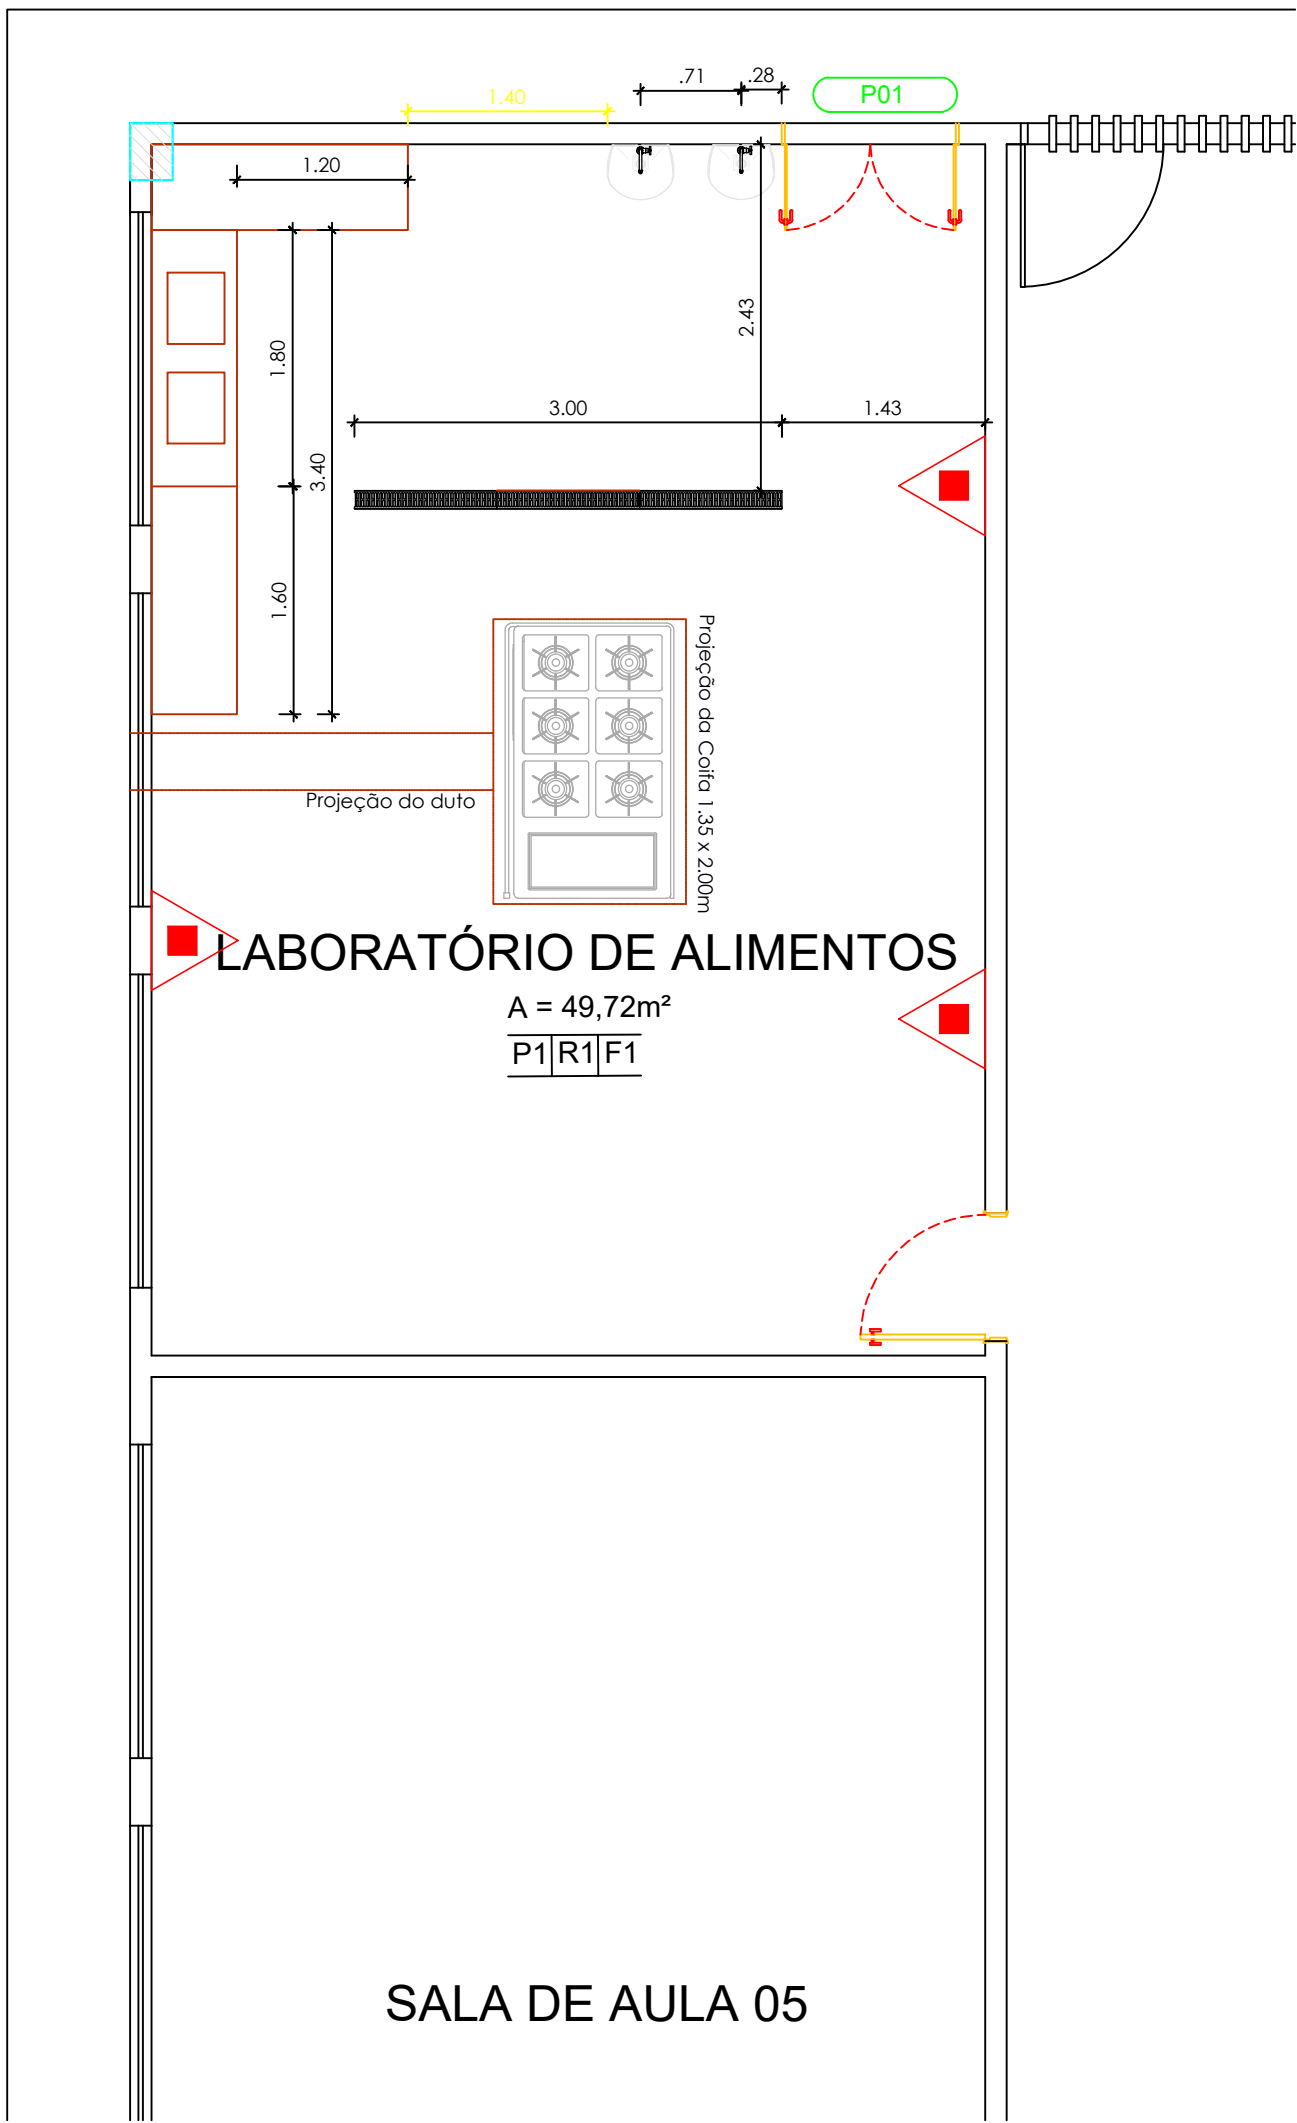 .71
.28
P01
1.40
1.20
2.43
1.80
3.00
1.43
3.40
1.60
Projeção da Coifa 1.35 x 2.00m
Projeção do duto
LABORATÓRIO DE ALIMENTOS
A = 49,72m²
P1 R1 F1
SALA DE AULA 05